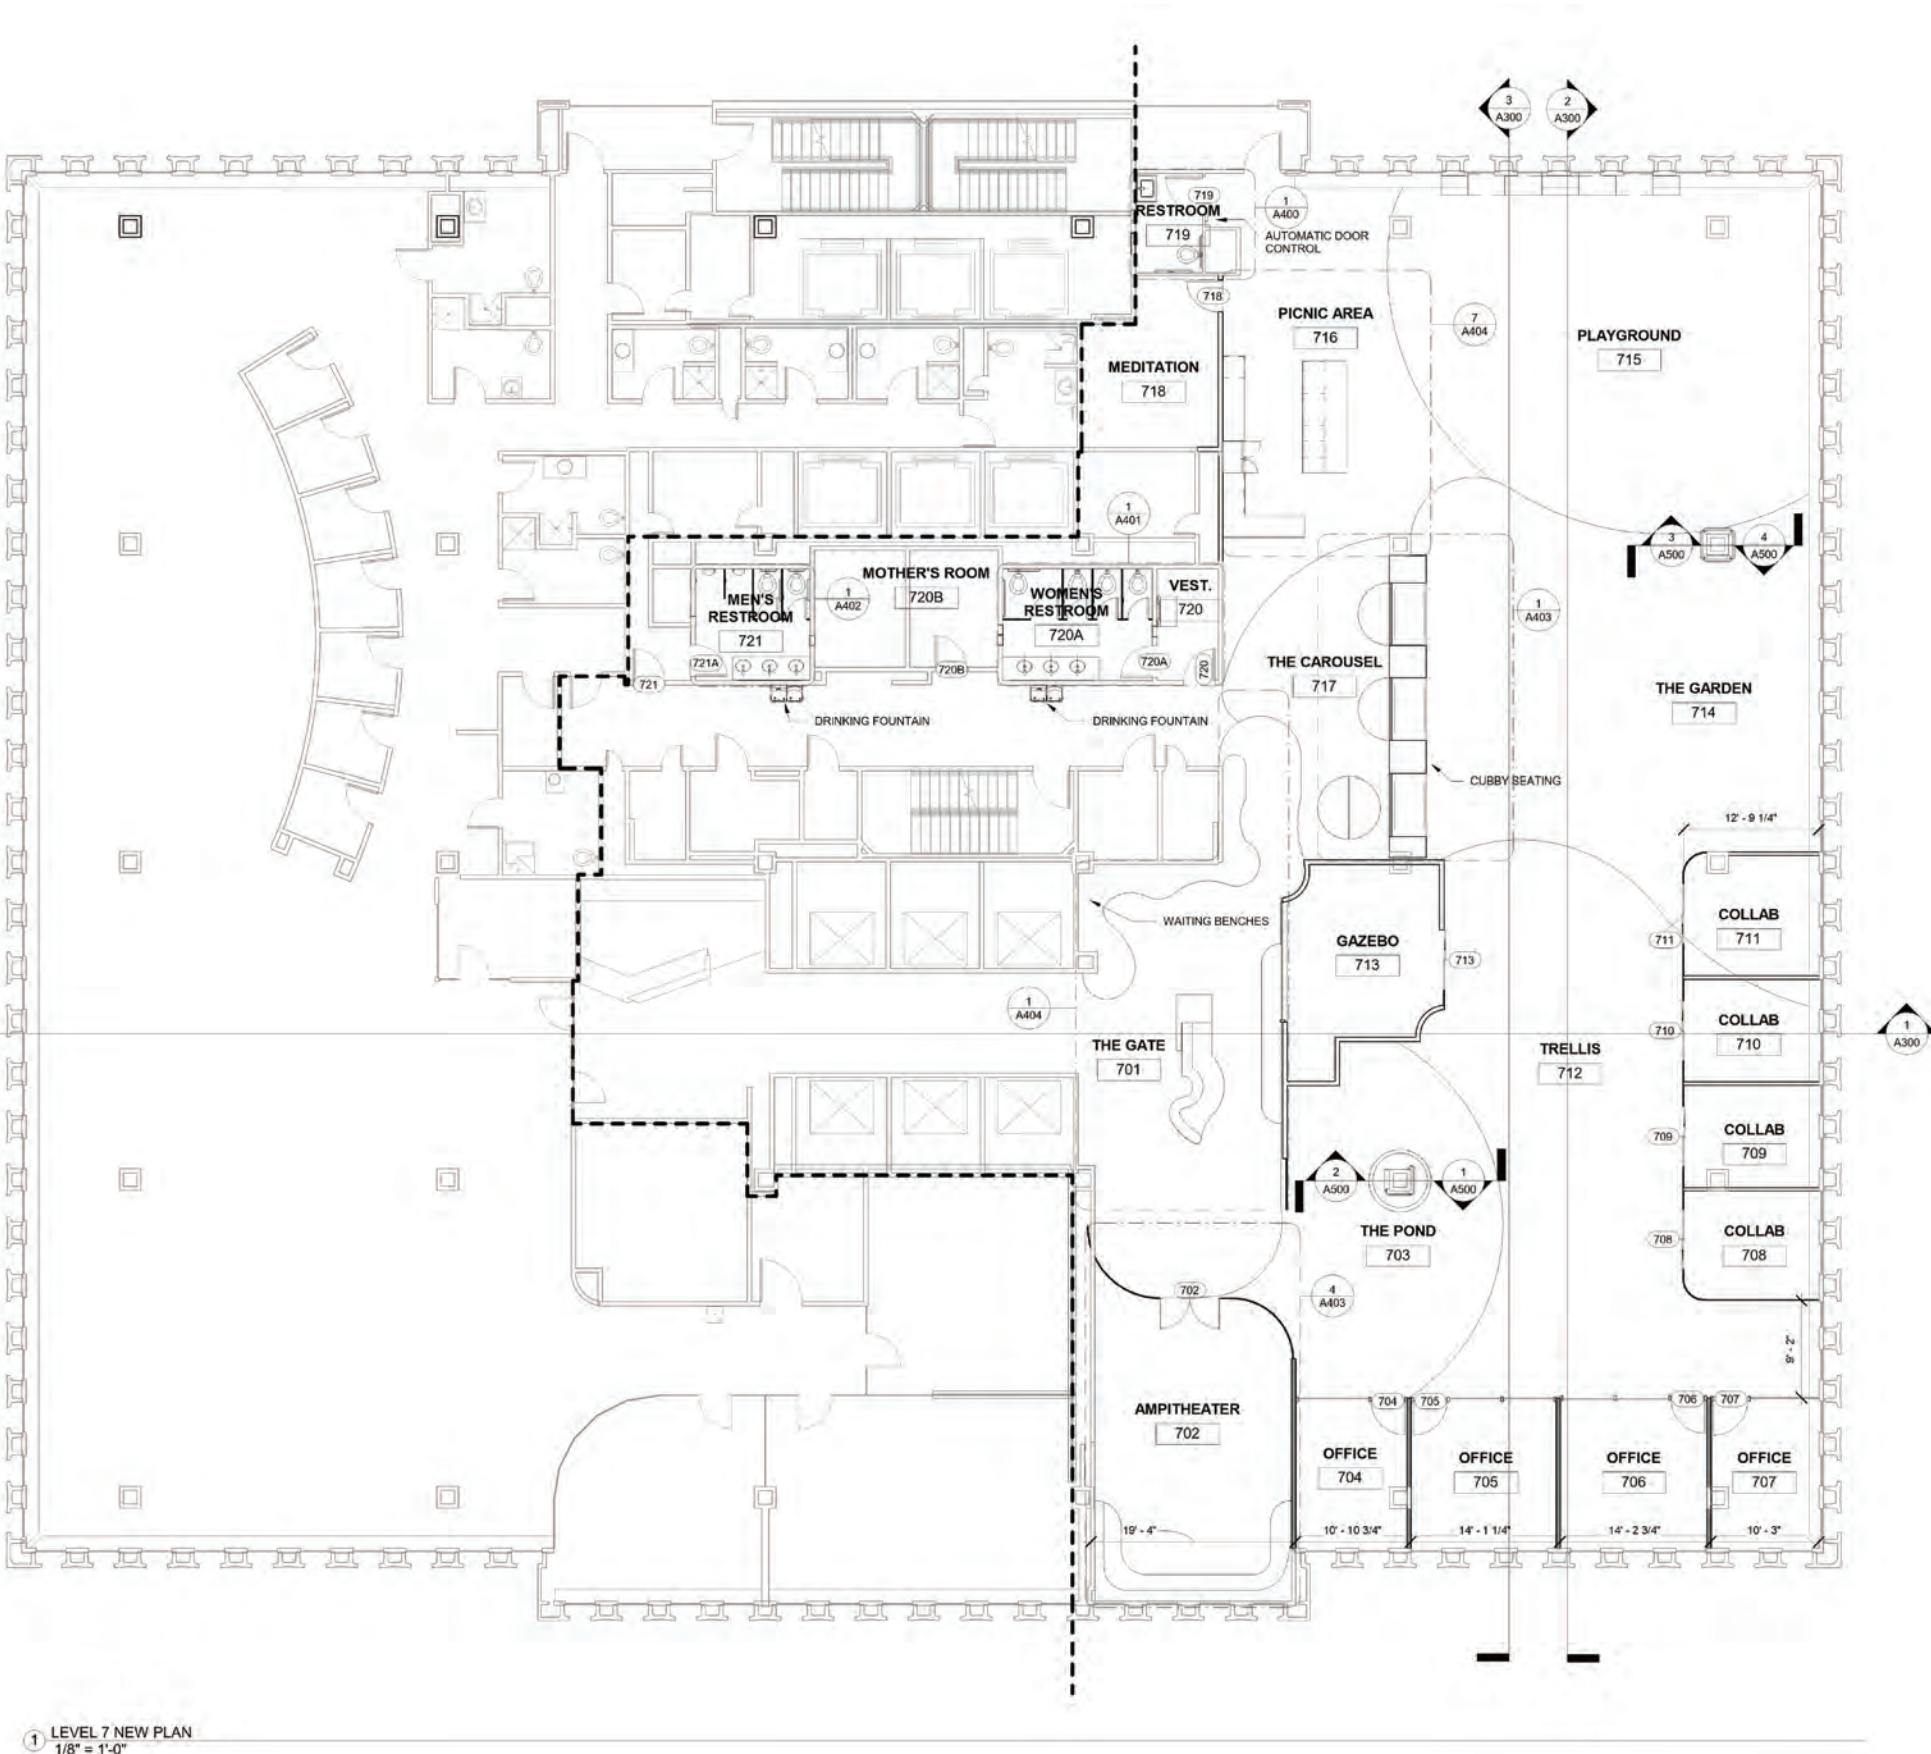 3
A300
2
A300
719
RESTROOM
719
1
A400
AUTOMATIC DOOR
CONTROL
718
PICNIC AREA
716
7
A404
PLAYGROUND
715
MEDITATION
718
1
A401
3
A500
4
A500
MEN'S
RESTROOM
721
1
A402
MOTHER'S ROOM
720B
WOMEN'S
RESTROOM
720A
VEST.
720
1
A403
721A
721
720B
720A
720
THE CAROUSEL
717
THE GARDEN
714
DRINKING FOUNTAIN
DRINKING FOUNTAIN
CUBBY SEATING
12' - 9 1/4"
WAITING BENCHES
GAZEBO
713
713
711
COLLAB
711
1
A404
THE GATE
701
TRELLIS
712
710
COLLAB
710
1
A300
709
COLLAB
709
2
A500
1
A500
THE POND
703
708
COLLAB
708
702
4
A403
9' - 2"
AMPITHEATER
702
704
705
706
707
OFFICE
704
OFFICE
705
OFFICE
706
OFFICE
707
19' - 4"
10' - 10 3/4"
14' - 1 1/4"
14' - 2 3/4"
10' - 3"
1
LEVEL 7 NEW PLAN
1/8" = 1'-0"